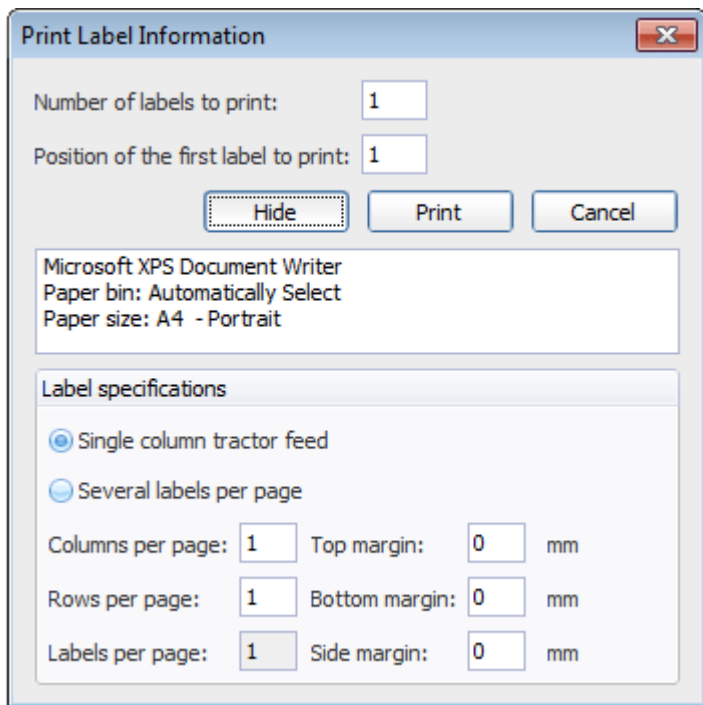 Print Label Information
Number of labels to print: 1
Position of the first label to print: 1
Hide Print Cancel
Microsoft XPS Document Writer
Paper bin: Automatically Select
Paper size: A4 - Portrait
Label specifications
Single column tractor feed
Several labels per page
Columns per page: 1 Top margin: 0 mm
Rows per page: 1 Bottom margin: 0 mm
Labels per page: 1 Side margin: 0 mm